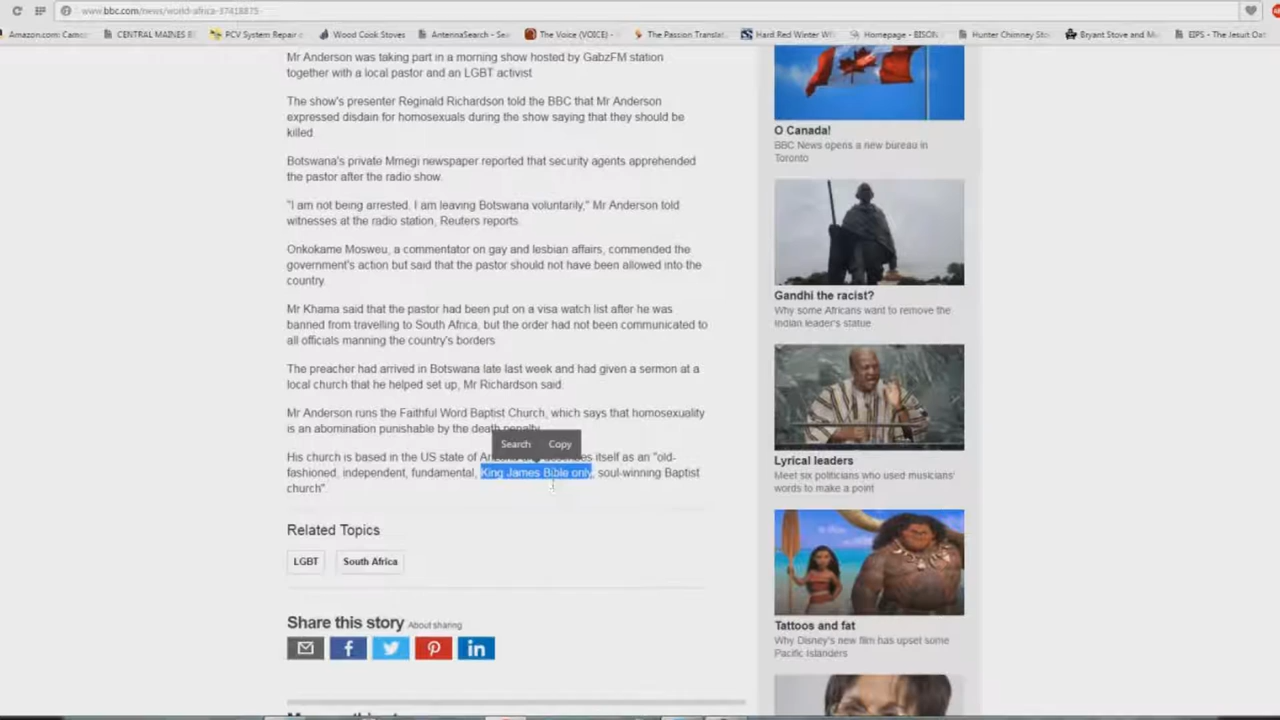 www.bbc.com/news/world-africa-37418875
Amazon.com: Camo
CENTRAL MAINES B
PCV System Repair o
Wood Cook Stoves
AntennaSearch - Sea
The Voice (VOICE) -
The Passion Translat
Hard Red Winter W
Homepage - BISON
Hunter Chimney Sto
Bryant Stove and Mu
EIPS - The Jesuit Oat
Mr Anderson was taking part in a morning show hosted by GabzFM station
together with a local pastor and an LGBT activist
The show's presenter Reginald Richardson told the BBC that Mr Anderson
expressed disdain for homosexuals during the show saying that they should be
killed
Botswana's private Mmegi newspaper reported that security agents apprehended
the pastor after the radio show.
"I am not being arrested. I am leaving Botswana voluntarily," Mr Anderson told
witnesses at the radio station, Reuters reports.
Onkokame Mosweu, a commentator on gay and lesbian affairs, commended the
government's action but said that the pastor should not have been allowed into the
country.
Mr Khama said that the pastor had been put on a visa watch list after he was
banned from travelling to South Africa, but the order had not been communicated to
all officials manning the country's borders.
The preacher had arrived in Botswana late last week and had given a sermon at a
local church that he helped set up, Mr Richardson said.
Mr Anderson runs the Faithful Word Baptist Church, which says that homosexuality
is an abomination punishable by the death penalty.
Search Copy
His church is based in the US state of Arizona describes itself as an "old-
fashioned, independent, fundamental, King James Bible only, soul-winning Baptist
church".
Related Topics
LGBT
South Africa
Share this story About sharing
O Canada!
BBC News opens a new bureau in
Toronto
Gandhi the racist?
Why some Africans want to remove the
Indian leader's statue
Lyrical leaders
Meet six politicians who used musicians'
words to make a point
Tattoos and fat
Why Disney's new film has upset some
Pacific Islanders